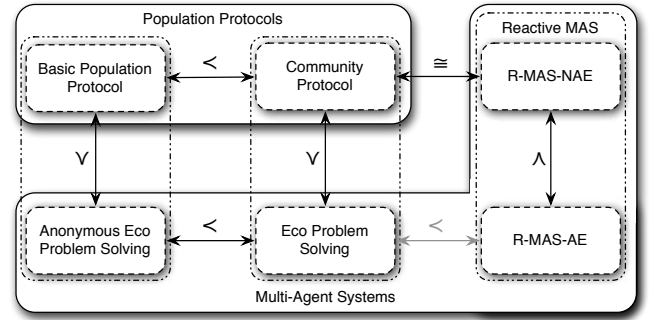 Population Protocols
Reactive MAS
Basic Population
Protocol
≺
Community
Protocol
≅
R-MAS-NAE
⋎
⋎
⋏
Anonymous Eco
Problem Solving
≺
Eco Problem
Solving
≺
R-MAS-AE
Multi-Agent Systems